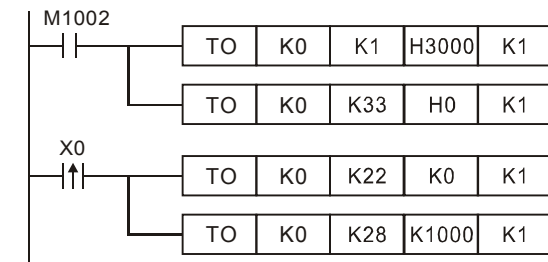 M1002
TO K0 K1 H3000 K1
TO K0 K33 H0 K1
X0
TO K0 K22 K0 K1
TO K0 K28 K1000 K1